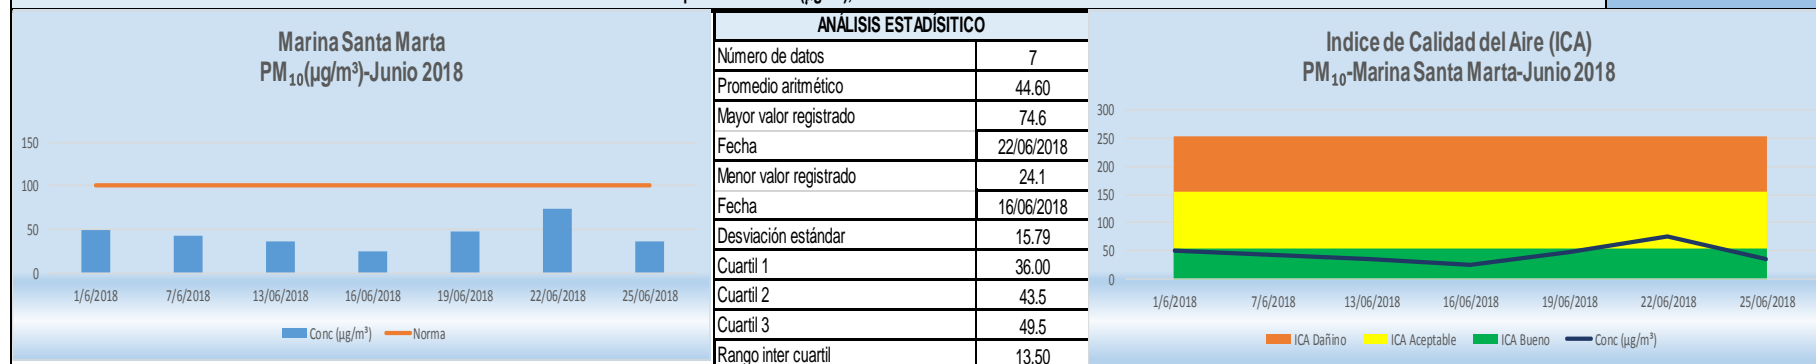 Marina Santa Marta
PM₁₀(µg/m³)-Junio 2018
150
100
50
0
1/6/2018 7/6/2018 13/06/2018 16/06/2018 19/06/2018 22/06/2018 25/06/2018
Conc (µg/m³) Norma
ANÁLISIS ESTADÍSITICO
Número de datos 7
Promedio aritmético 44.60
Mayor valor registrado 74.6
Fecha 22/06/2018
Menor valor registrado 24.1
Fecha 16/06/2018
Desviación estándar 15.79
Cuartil 1 36.00
Cuartil 2 43.5
Cuartil 3 49.5
Rango inter cuartil 13.50
Indice de Calidad del Aire (ICA)
PM₁₀-Marina Santa Marta-Junio 2018
300
250
200
150
100
50
0
1/6/2018 7/6/2018 13/06/2018 16/06/2018 19/06/2018 22/06/2018 25/06/2018
ICA Dañino ICA Aceptable ICA Bueno Conc (µg/m³)